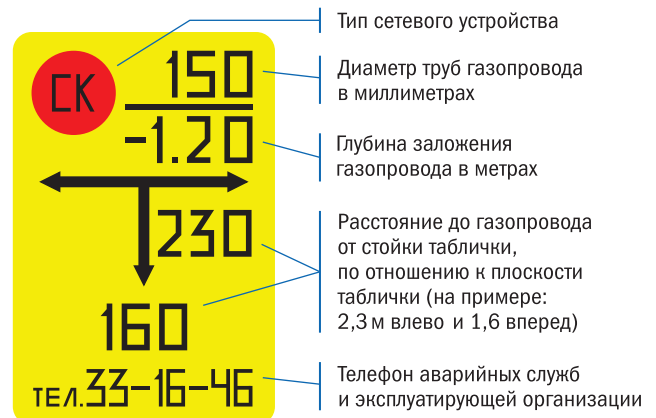 СК
150
-1.20
230
160
ТЕЛ.33-16-46
Тип сетевого устройства
Диаметр труб газопровода
в миллиметрах
Глубина заложения
газопровода в метрах
Расстояние до газопровода
от стойки таблички,
по отношению к плоскости
таблички (на примере:
2,3 м влево и 1,6 вперед)
Телефон аварийных служб
и эксплуатирующей организации